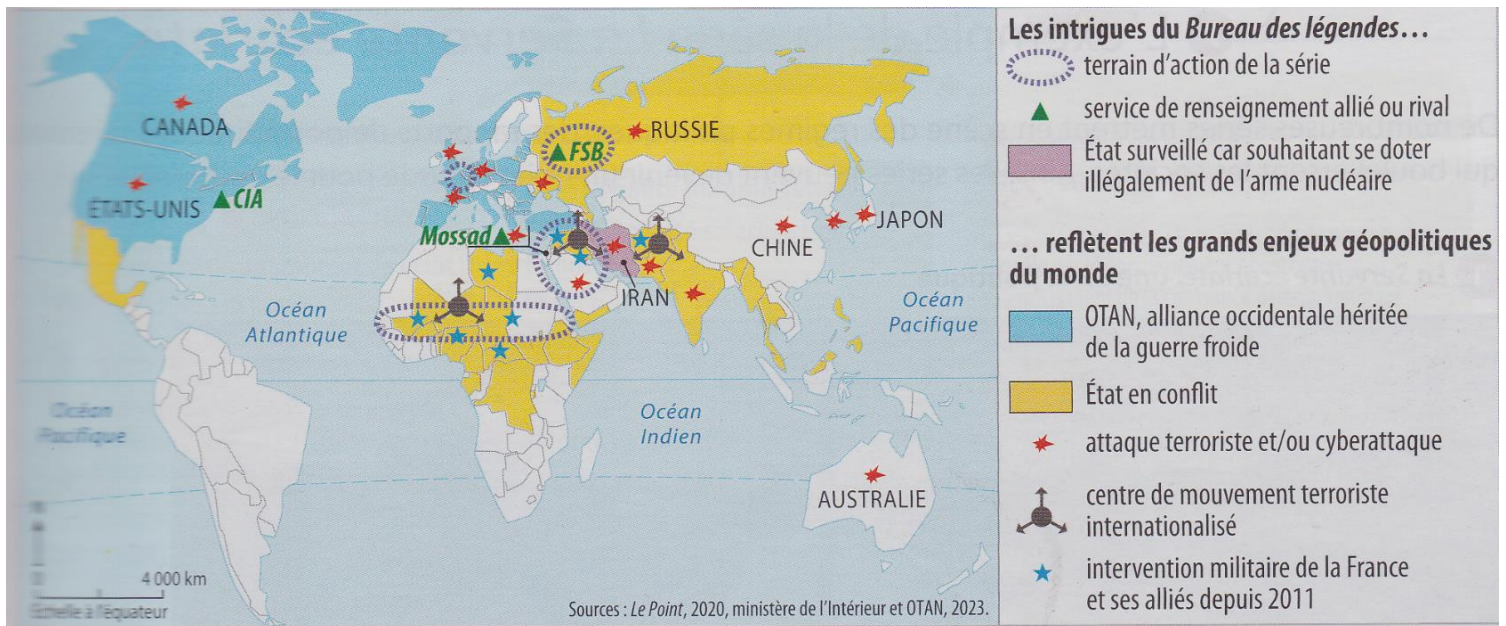 CANADA
ÉTATS-UNIS
CIA
RUSSIE
FSB
Mossad
IRAN
CHINE
JAPON
AUSTRALIE
Océan
Atlantique
Océan
Pacifique
Océan
Pacifique
Océan
Indien
4 000 km
Échelle à l'équateur
Sources : Le Point, 2020, ministère de l'Intérieur et OTAN, 2023.
Les intrigues du Bureau des légendes…
terrain d'action de la série
service de renseignement allié ou rival
État surveillé car souhaitant se doter
illégalement de l'arme nucléaire
… reflètent les grands enjeux géopolitiques
du monde
OTAN, alliance occidentale héritée
de la guerre froide
État en conflit
attaque terroriste et/ou cyberattaque
centre de mouvement terroriste
internationalisé
intervention militaire de la France
et ses alliés depuis 2011